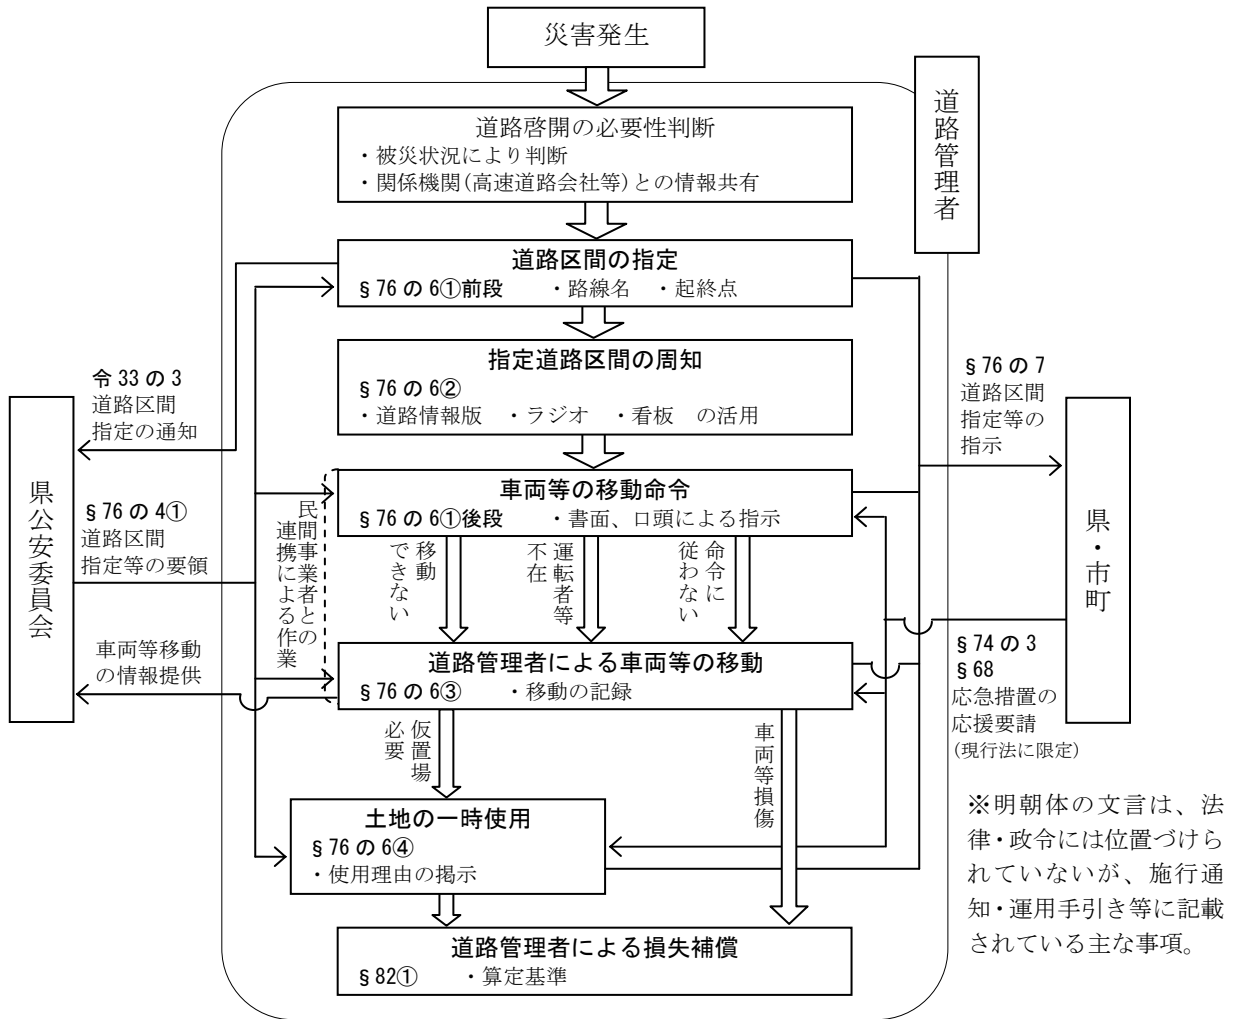 災害発生
道路管理者
道路啓開の必要性判断
・被災状況により判断
・関係機関(高速道路会社等)との情報共有
道路区間の指定
§76の6①前段 ・路線名 ・起終点
指定道路区間の周知
§76の6②
・道路情報版 ・ラジオ ・看板 の活用
令33の3
道路区間
指定の通知
§76の7
道路区間
指定等の
指示
県公安委員会
§76の4①
道路区間
指定等の要領
車両等移動
の情報提供
民間事業者との
連携による作業
車両等の移動命令
§76の6①後段 ・書面、口頭による指示
移動
できない
運転者等
不在
命令に
従わない
県・市町
§74の3
§68
応急措置の
応援要請
(現行法に限定)
道路管理者による車両等の移動
§76の6③ ・移動の記録
仮置場
必要
車両等損傷
土地の一時使用
§76の6④
・使用理由の掲示
道路管理者による損失補償
§82① ・算定基準
※明朝体の文言は、法
律・政令には位置づけら
れていないが、施行通
知・運用手引き等に記載
されている主な事項。